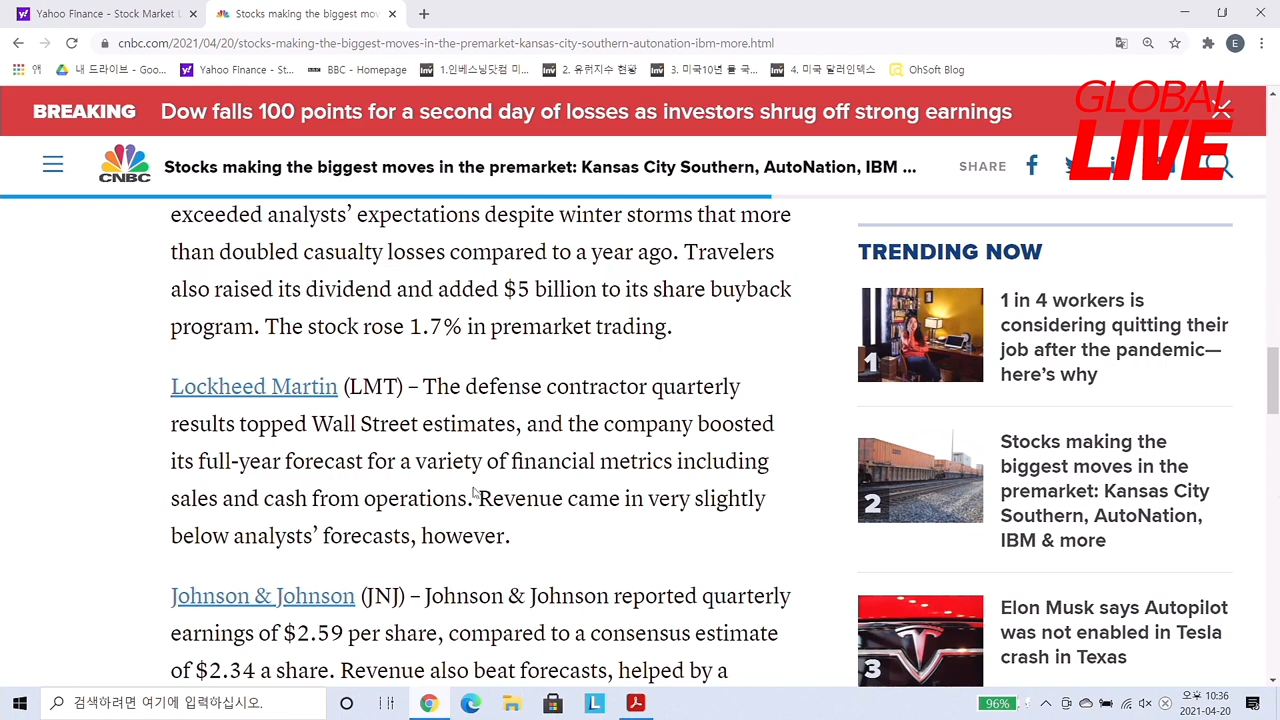 Yahoo Finance - Stock Market L
Stocks making the biggest mov
cnbc.com/2021/04/20/stocks-making-the-biggest-moves-in-the-premarket-kansas-city-southern-autonation-ibm-more.html
E
앱
내 드라이브 - Goo...
Yahoo FInance - St...
BBC - Homepage
1.인베스닝닷컴 미...
2. 유럽지수 현황
3. 미국10년 물 국...
4. 미국 달러인덱스
OhSoft Blog
GLOBAL
LIVE
BREAKING
Dow falls 100 points for a second day of losses as investors shrug off strong earnings
CNBC
Stocks making the biggest moves in the premarket: Kansas City Southern, AutoNation, IBM ...
SHARE
exceeded analysts’ expectations despite winter storms that more
than doubled casualty losses compared to a year ago. Travelers
also raised its dividend and added $5 billion to its share buyback
program. The stock rose 1.7% in premarket trading.
Lockheed Martin (LMT) – The defense contractor quarterly
results topped Wall Street estimates, and the company boosted
its full-year forecast for a variety of financial metrics including
sales and cash from operations. Revenue came in very slightly
below analysts’ forecasts, however.
Johnson & Johnson (JNJ) – Johnson & Johnson reported quarterly
earnings of $2.59 per share, compared to a consensus estimate
of $2.34 a share. Revenue also beat forecasts, helped by a
TRENDING NOW
1
1 in 4 workers is
considering quitting their
job after the pandemic—
here’s why
2
Stocks making the
biggest moves in the
premarket: Kansas City
Southern, AutoNation,
IBM & more
3
Elon Musk says Autopilot
was not enabled in Tesla
crash in Texas
검색하려면 여기에 입력하십시오.
96%
오후 10:36
2021-04-20